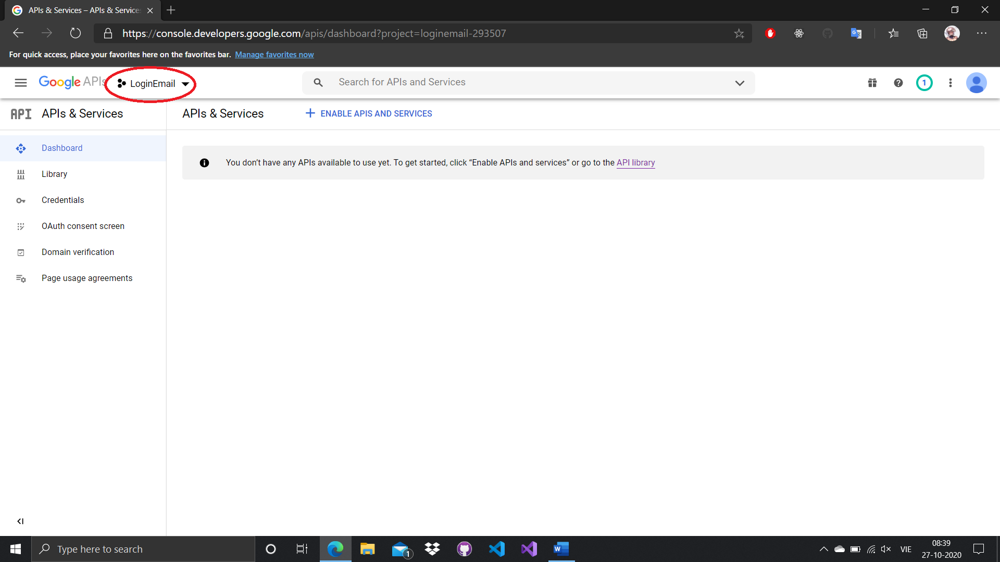 APIs & Services – APIs & Services
https://console.developers.google.com/apis/dashboard?project=loginemail-293507
For quick access, place your favorites here on the favorites bar. Manage favorites now
Google APIs
LoginEmail
Search for APIs and Services
1
API APIs & Services
APIs & Services
ENABLE APIS AND SERVICES
Dashboard
You don’t have any APIs available to use yet. To get started, click “Enable APIs and services” or go to the API library
Library
Credentials
OAuth consent screen
Domain verification
Page usage agreements
Type here to search
1
VIE
08:39
27-10-2020